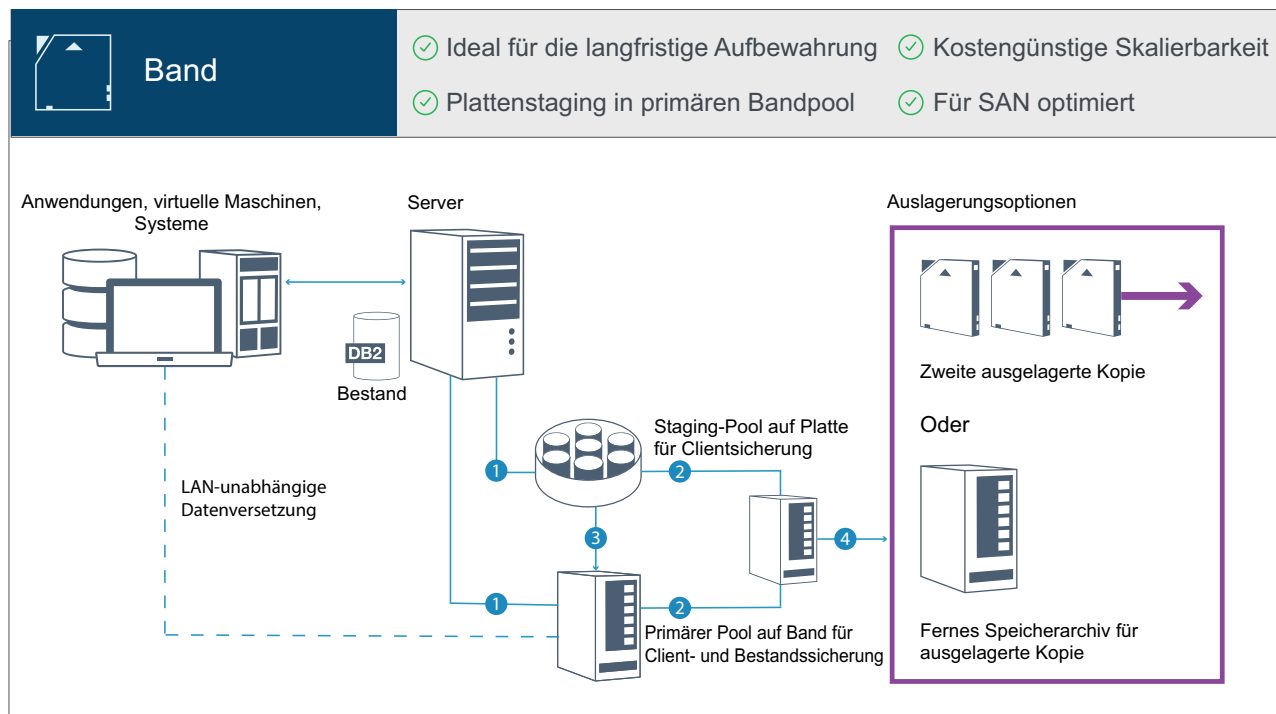 Band
Ideal für die langfristige Aufbewahrung
Kostengünstige Skalierbarkeit
Plattenstaging in primären Bandpool
Für SAN optimiert
Anwendungen, virtuelle Maschinen,
Systeme
Server
Auslagerungsoptionen
DB2
Bestand
Zweite ausgelagerte Kopie
Oder
Staging-Pool auf Platte
für Clientsicherung
1
2
LAN-unabhängige
Datenversetzung
3
4
1
2
Primärer Pool auf Band für
Client- und Bestandssicherung
Fernes Speicherarchiv für
ausgelagerte Kopie